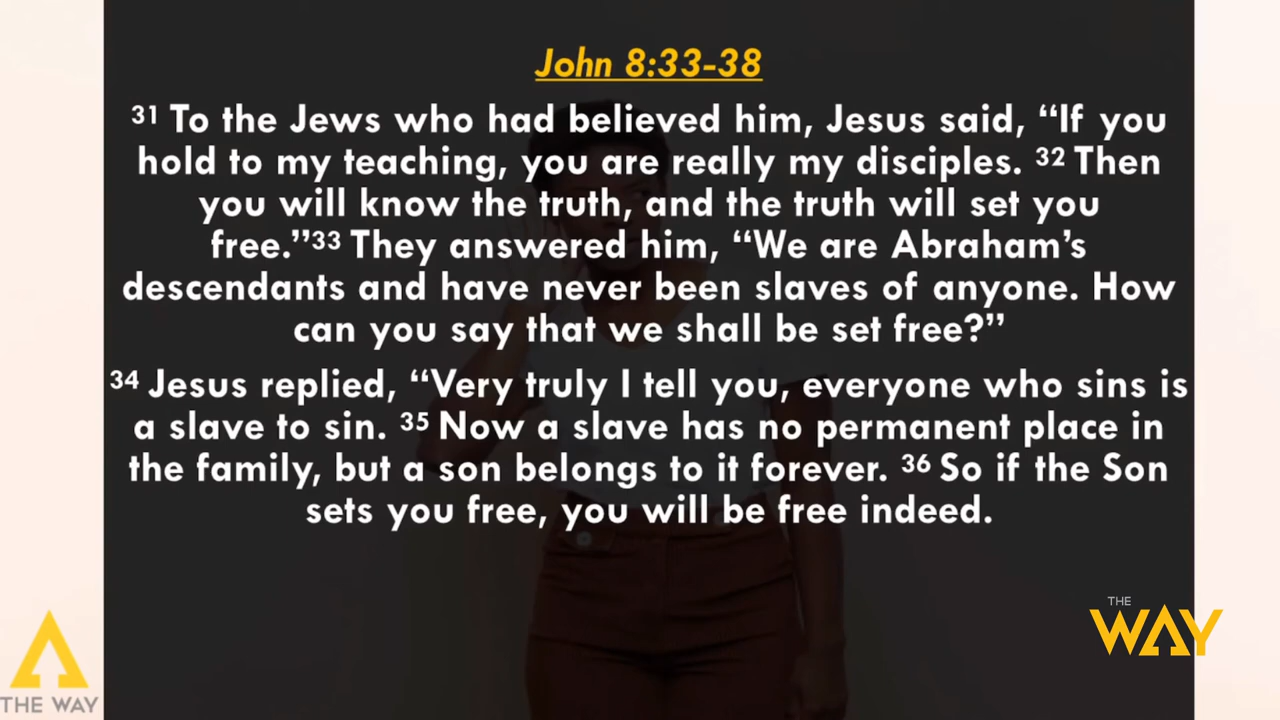 John 8:33-38
31 To the Jews who had believed him, Jesus said, “If you
hold to my teaching, you are really my disciples. 32 Then
you will know the truth, and the truth will set you
free.”33 They answered him, “We are Abraham’s
descendants and have never been slaves of anyone. How
can you say that we shall be set free?”
34 Jesus replied, “Very truly I tell you, everyone who sins is
a slave to sin. 35 Now a slave has no permanent place in
the family, but a son belongs to it forever. 36 So if the Son
sets you free, you will be free indeed.
THE
WAY
THE WAY